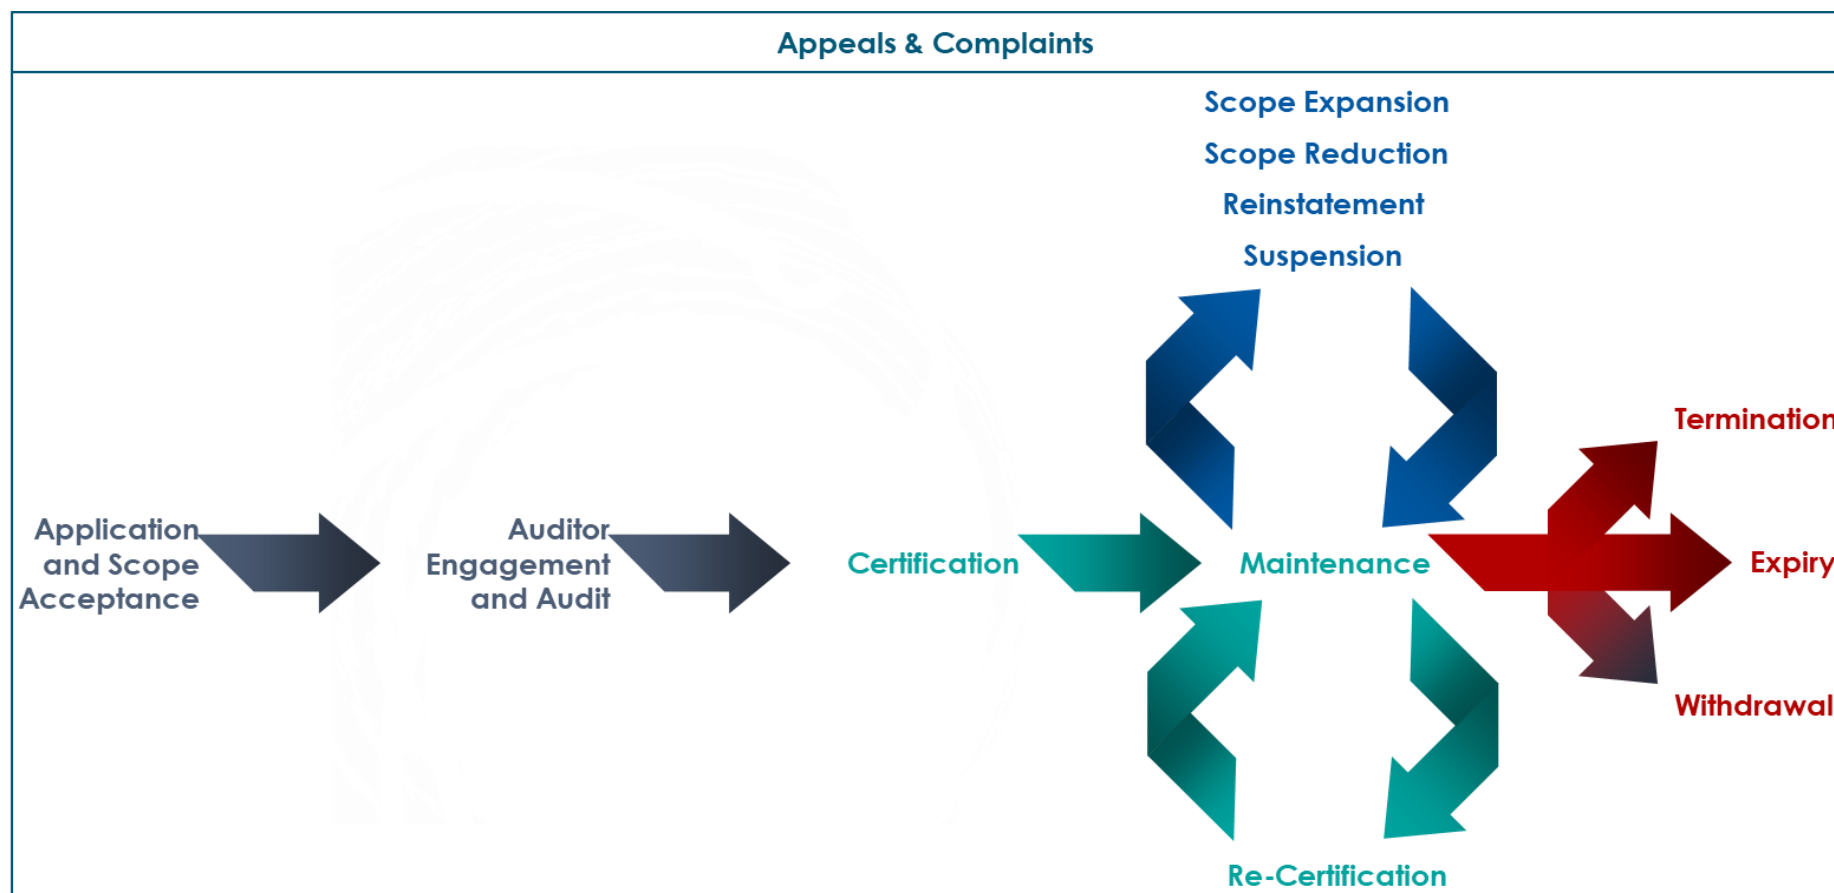 Appeals & Complaints
Scope Expansion
Scope Reduction
Reinstatement
Suspension
Application
and Scope
Acceptance
Auditor
Engagement
and Audit
Certification
Maintenance
Termination
Expiry
Withdrawal
Re-Certification